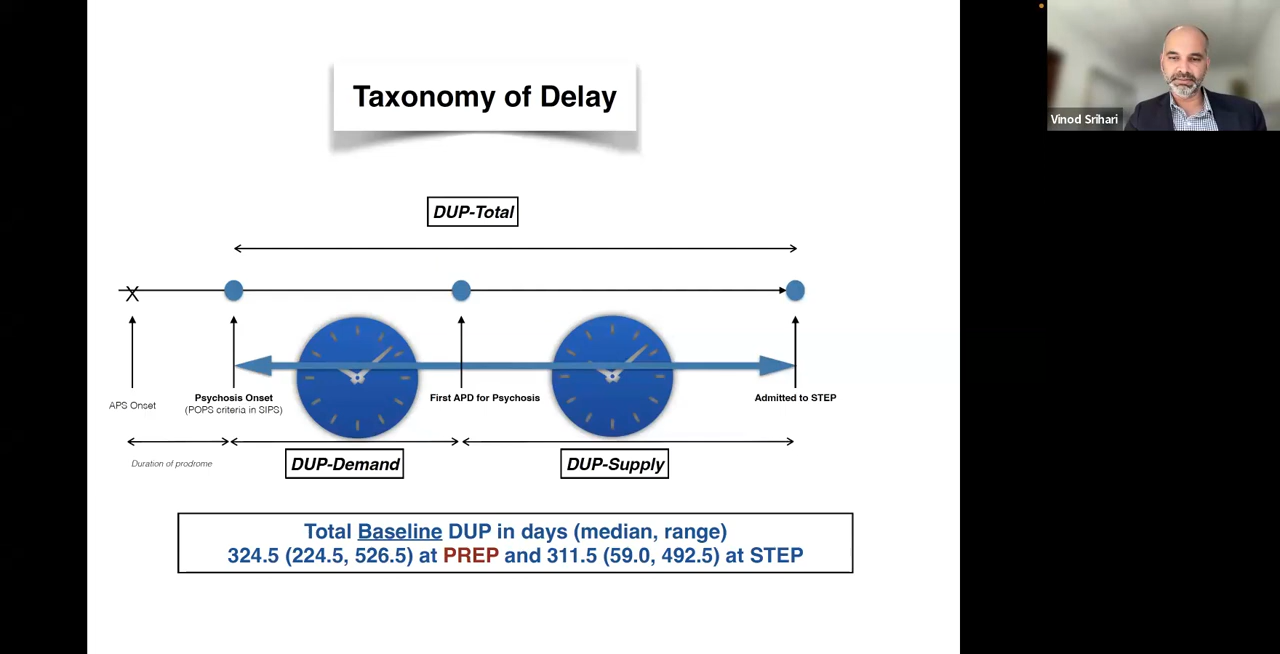 Taxonomy of Delay
Vinod Srihari
DUP-Total
APS Onset
Psychosis Onset
(POPS criteria in SIPS)
First APD for Psychosis
Admitted to STEP
Duration of prodrome
DUP-Demand
DUP-Supply
Total Baseline DUP in days (median, range)
324.5 (224.5, 526.5) at PREP and 311.5 (59.0, 492.5) at STEP